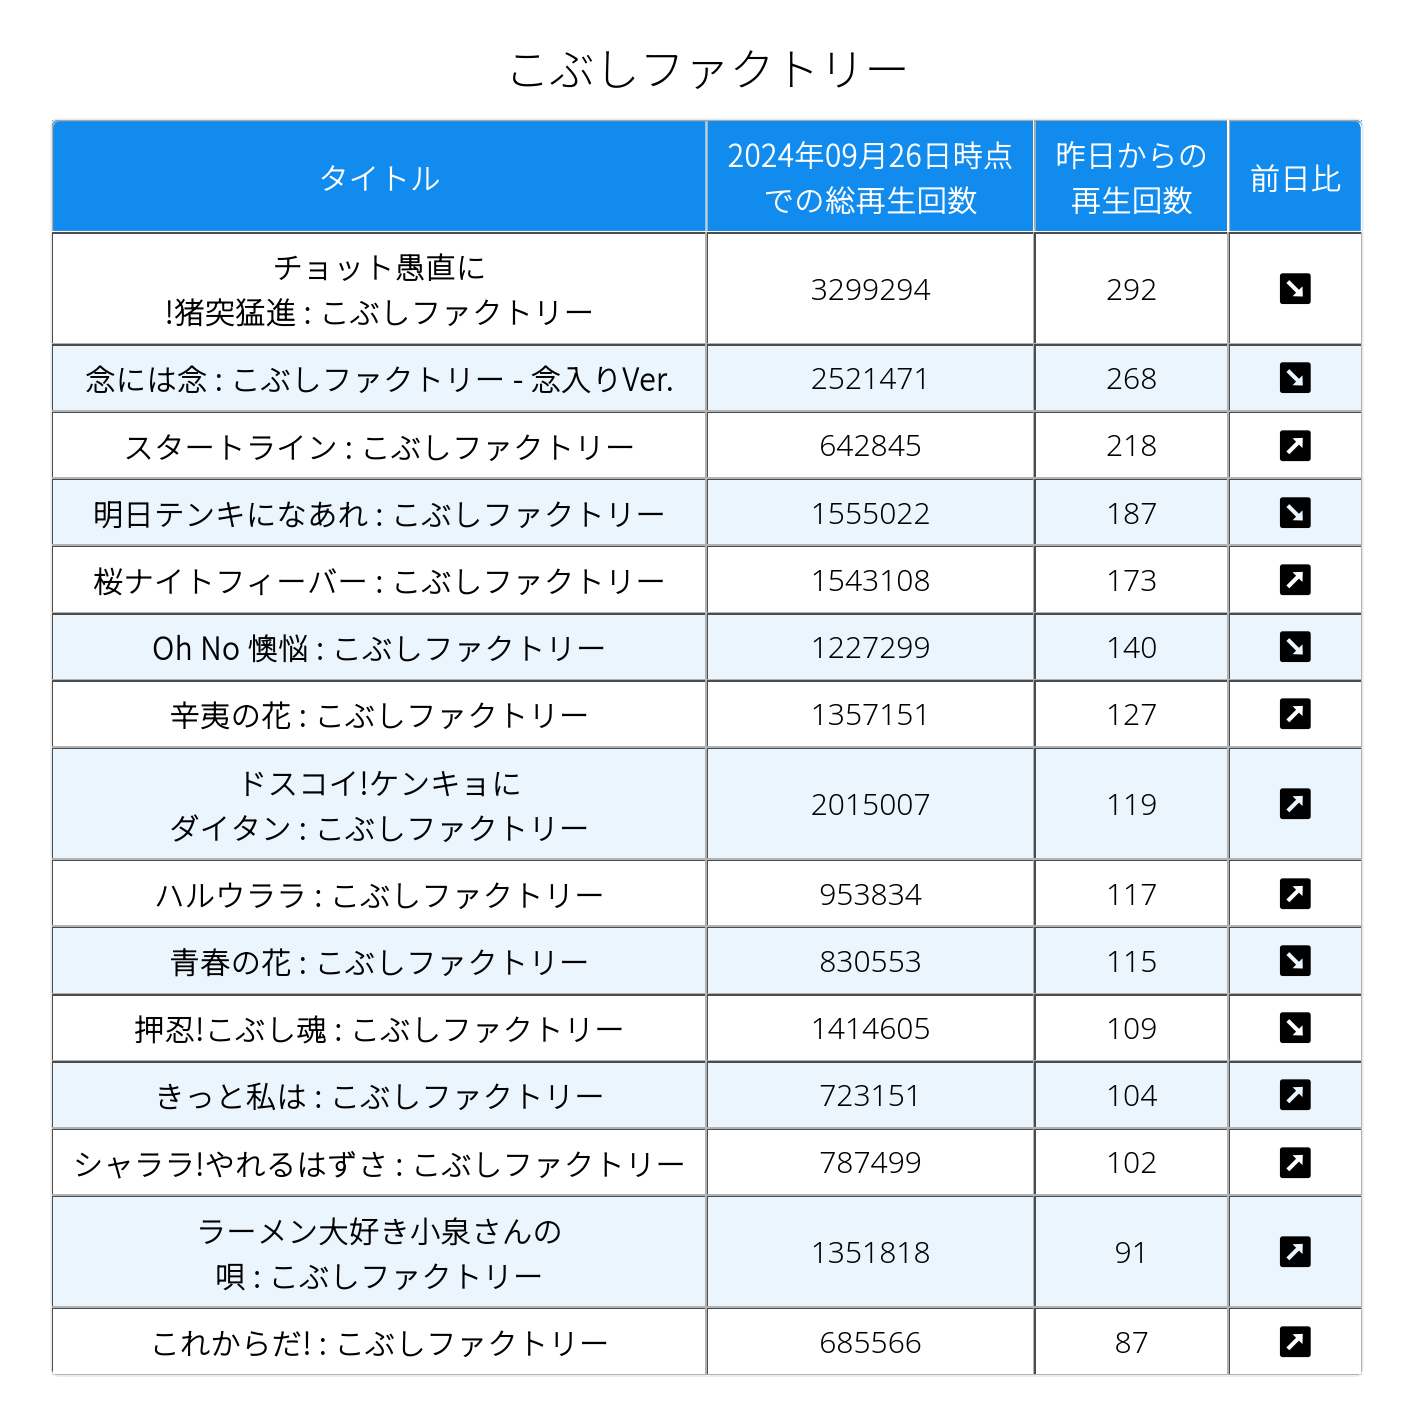 こぶしファクトリー
タイトル
2024年09月26日時点
での総再生回数
昨日からの
再生回数
前日比
チョット愚直に
!猪突猛進 : こぶしファクトリー
3299294
292
念には念 : こぶしファクトリー - 念入りVer.
2521471
268
スタートライン : こぶしファクトリー
642845
218
明日テンキになあれ : こぶしファクトリー
1555022
187
桜ナイトフィーバー : こぶしファクトリー
1543108
173
Oh No 懊悩 : こぶしファクトリー
1227299
140
辛夷の花 : こぶしファクトリー
1357151
127
ドスコイ!ケンキョに
ダイタン : こぶしファクトリー
2015007
119
ハルウララ : こぶしファクトリー
953834
117
青春の花 : こぶしファクトリー
830553
115
押忍!こぶし魂 : こぶしファクトリー
1414605
109
きっと私は : こぶしファクトリー
723151
104
シャララ!やれるはずさ : こぶしファクトリー
787499
102
ラーメン大好き小泉さんの
唄 : こぶしファクトリー
1351818
91
これからだ! : こぶしファクトリー
685566
87